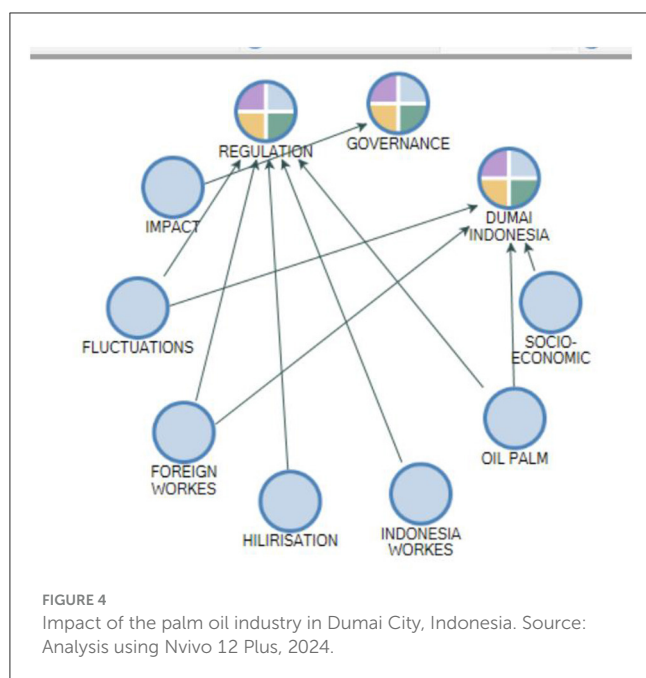 REGULATION
GOVERNANCE
IMPACT
DUMAI
INDONESIA
FLUCTUATIONS
SOCIO-
ECONOMIC
FOREIGN
WORKES
OIL PALM
HILIRISATION
INDONESIA
WORKES
FIGURE 4
Impact of the palm oil industry in Dumai City, Indonesia. Source:
Analysis using Nvivo 12 Plus, 2024.